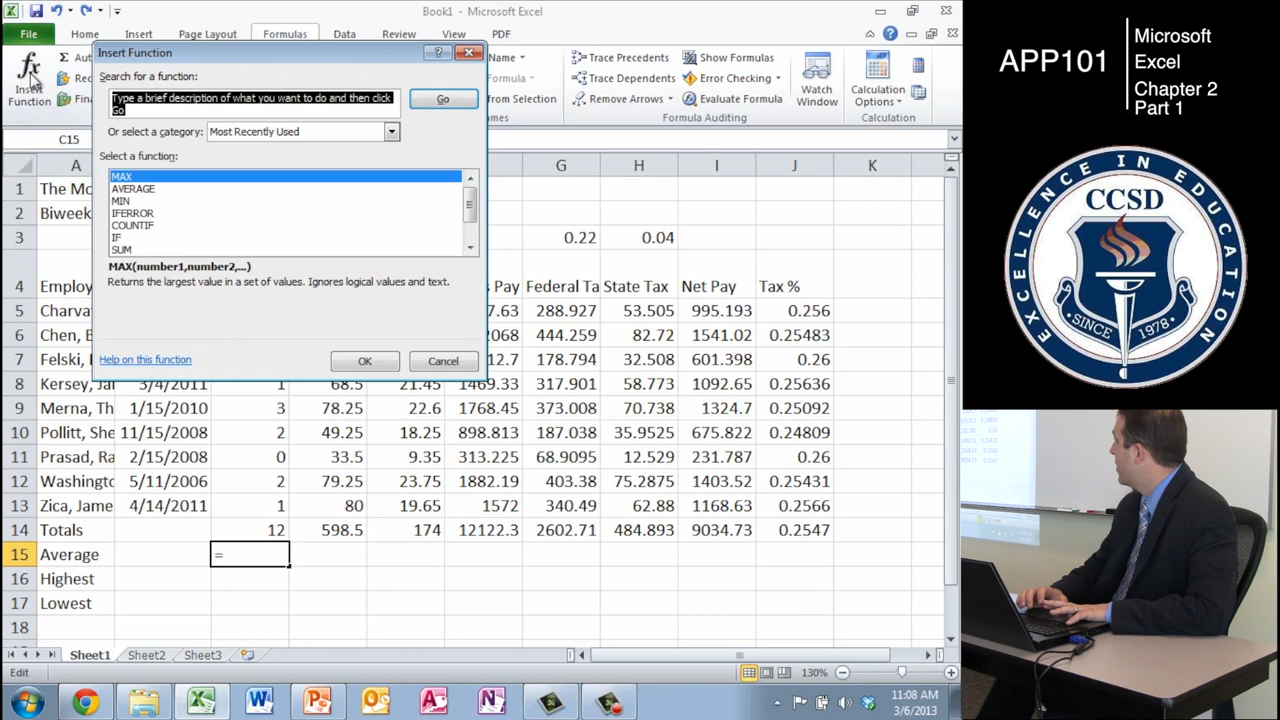 Book1 - Microsoft Excel
File Home Insert Page Layout Formulas Data Review View PDF
fx
Insert
Function
Σ
Insert Function
Search for a function:
Type a brief description of what you want to do and then click
Go
Go
Or select a category: Most Recently Used
Select a function:
MAX
AVERAGE
MIN
IFERROR
COUNTIF
IF
SUM
MAX(number1,number2,...)
Returns the largest value in a set of values. Ignores logical values and text.
Help on this function
OK
Cancel
Trace Precedents Show Formulas
Trace Dependents Error Checking
Remove Arrows Evaluate Formula
Formula Auditing
Watch
Window
Calculation
Options
Calculation
from Selection
C15
A G H I J K
1 The Mo
2 Biweek
3 0.22 0.04
4 Employ s Pay Federal Ta State Tax Net Pay Tax %
5 Charva 7.63 288.927 53.505 995.193 0.256
6 Chen, B 2068 444.259 82.72 1541.02 0.25483
7 Felski, 12.7 178.794 32.508 601.398 0.26
8 Kersey, Jar 3/4/2011 1 68.5 21.45 1469.33 317.901 58.773 1092.65 0.25636
9 Merna, Th 1/15/2010 3 78.25 22.6 1768.45 373.008 70.738 1324.7 0.25092
10 Pollitt, She 11/15/2008 49.25 18.25 898.813 187.038 35.9525 675.822 0.24809
11 Prasad, Ra 2/15/2008 33.5 9.35 313.225 68.9095 12.529 231.787 0.26
12 Washingto 5/11/2006 2 79.25 23.75 1882.19 403.38 75.2875 1403.52 0.25431
13 Zica, Jame 4/14/2011 1 80 19.65 1572 340.49 62.88 1168.63 0.2566
14 Totals 12 598.5 174 12122.3 2602.71 484.893 9034.73 0.2547
15 Average =
16 Highest
17 Lowest
18
Sheet1 Sheet2 Sheet3
Edit
130%
11:08 AM
3/6/2013
APP101
Microsoft
Excel
Chapter 2
Part 1
EXCELLENCE IN EDUCATION
CCSD
SINCE 1978